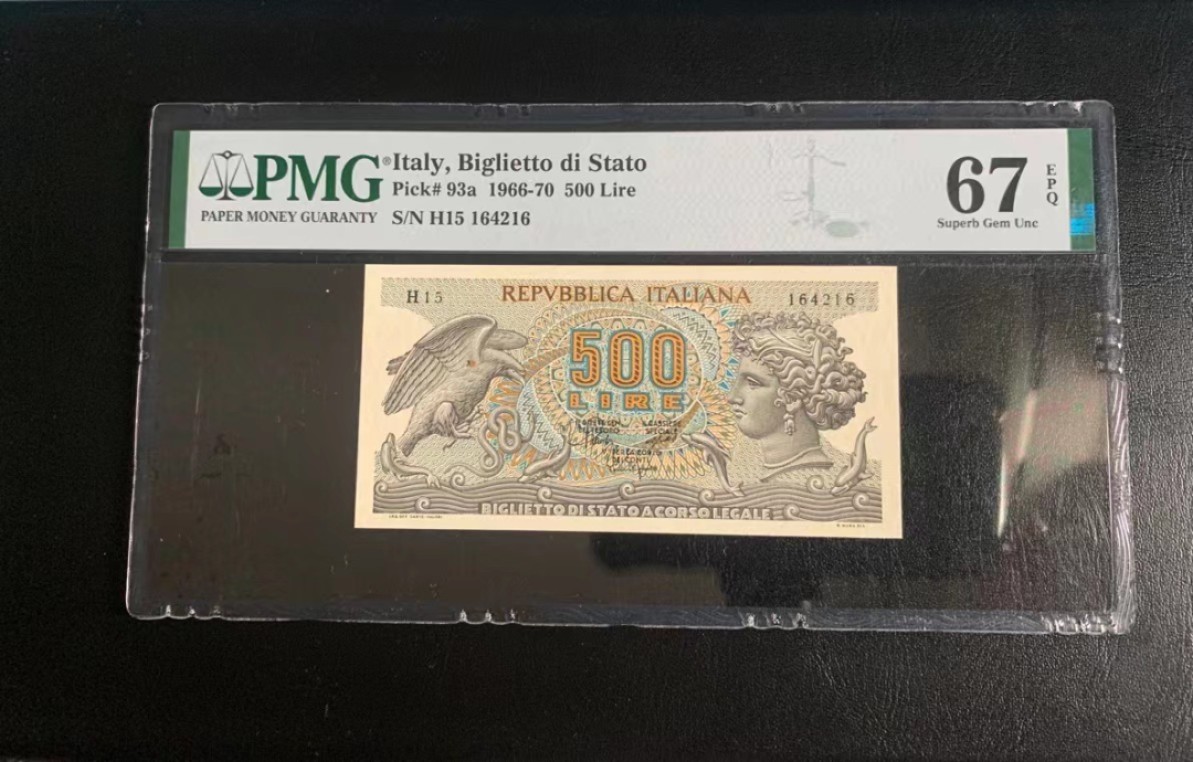 PMG®
PAPER MONEY GUARANTY
Italy, Biglietto di Stato
Pick# 93a 1966-70 500 Lire
S/N H15 164216
67
EPQ
Superb Gem Unc
H15
REPVBBLICA ITALIANA
164216
500
LIRE
BIGLIETTO DI STATO A CORSO LEGALE